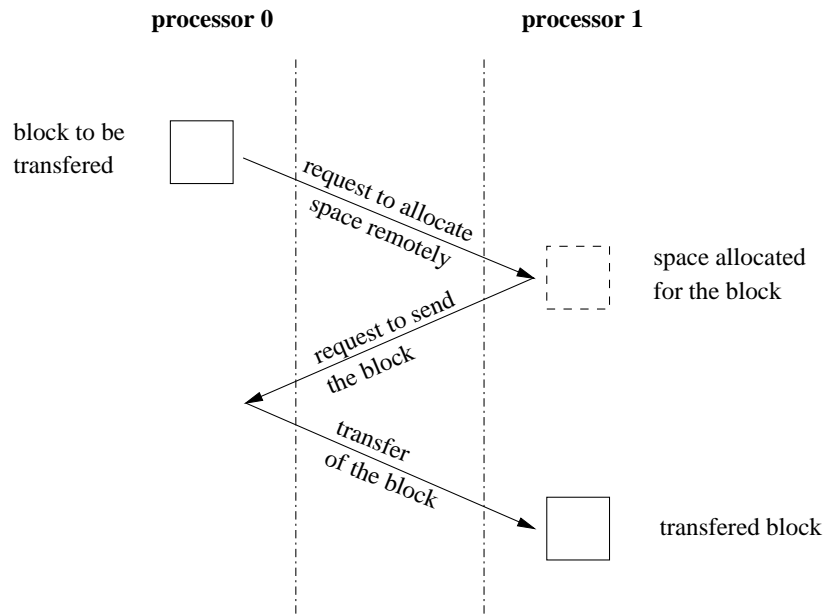 processor 0
processor 1
block to be
transfered
request to allocate
space remotely
space allocated
for the block
request to send
the block
transfer
of the block
transfered block